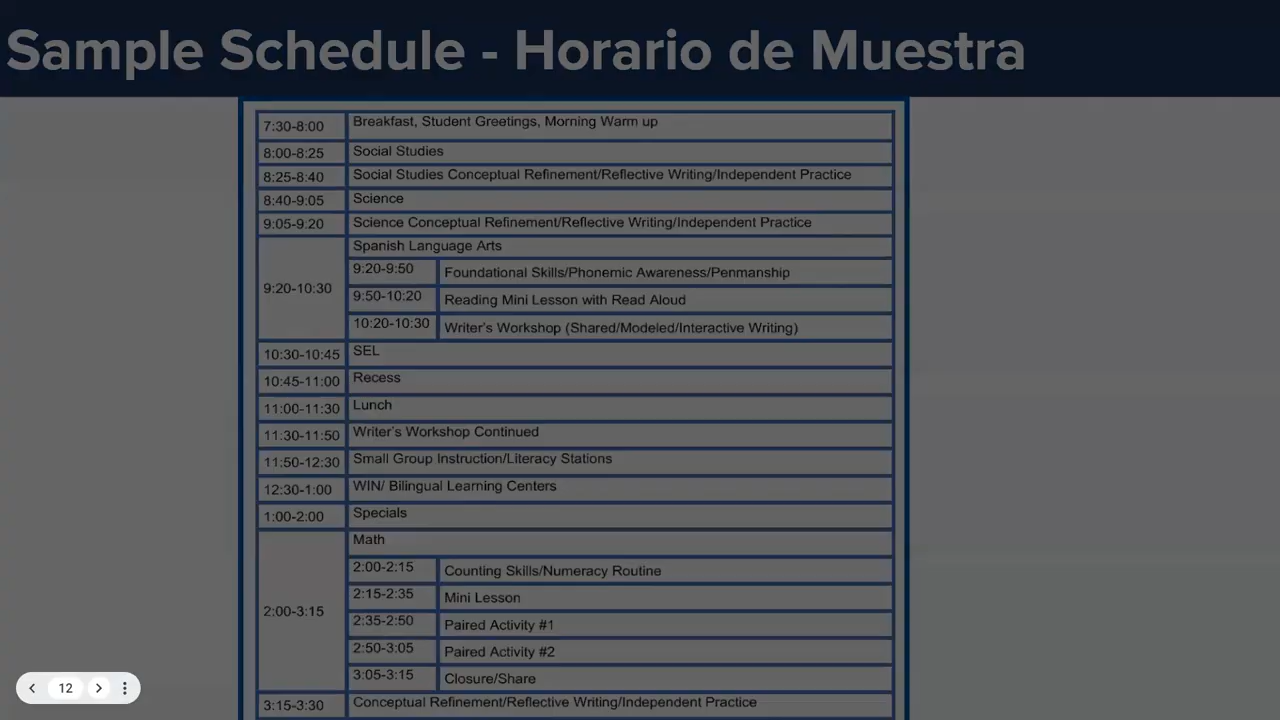 Sample Schedule - Horario de Muestra
7:30-8:00 Breakfast, Student Greetings, Morning Warm up
8:00-8:25 Social Studies
8:25-8:40 Social Studies Conceptual Refinement/Reflective Writing/Independent Practice
8:40-9:05 Science
9:05-9:20 Science Conceptual Refinement/Reflective Writing/Independent Practice
9:20-10:30 Spanish Language Arts
9:20-9:50 Foundational Skills/Phonemic Awareness/Penmanship
9:50-10:20 Reading Mini Lesson with Read Aloud
10:20-10:30 Writer's Workshop (Shared/Modeled/Interactive Writing)
10:30-10:45 SEL
10:45-11:00 Recess
11:00-11:30 Lunch
11:30-11:50 Writer's Workshop Continued
11:50-12:30 Small Group Instruction/Literacy Stations
12:30-1:00 WIN/ Bilingual Learning Centers
1:00-2:00 Specials
2:00-3:15 Math
2:00-2:15 Counting Skills/Numeracy Routine
2:15-2:35 Mini Lesson
2:35-2:50 Paired Activity #1
2:50-3:05 Paired Activity #2
3:05-3:15 Closure/Share
3:15-3:30 Conceptual Refinement/Reflective Writing/Independent Practice
12